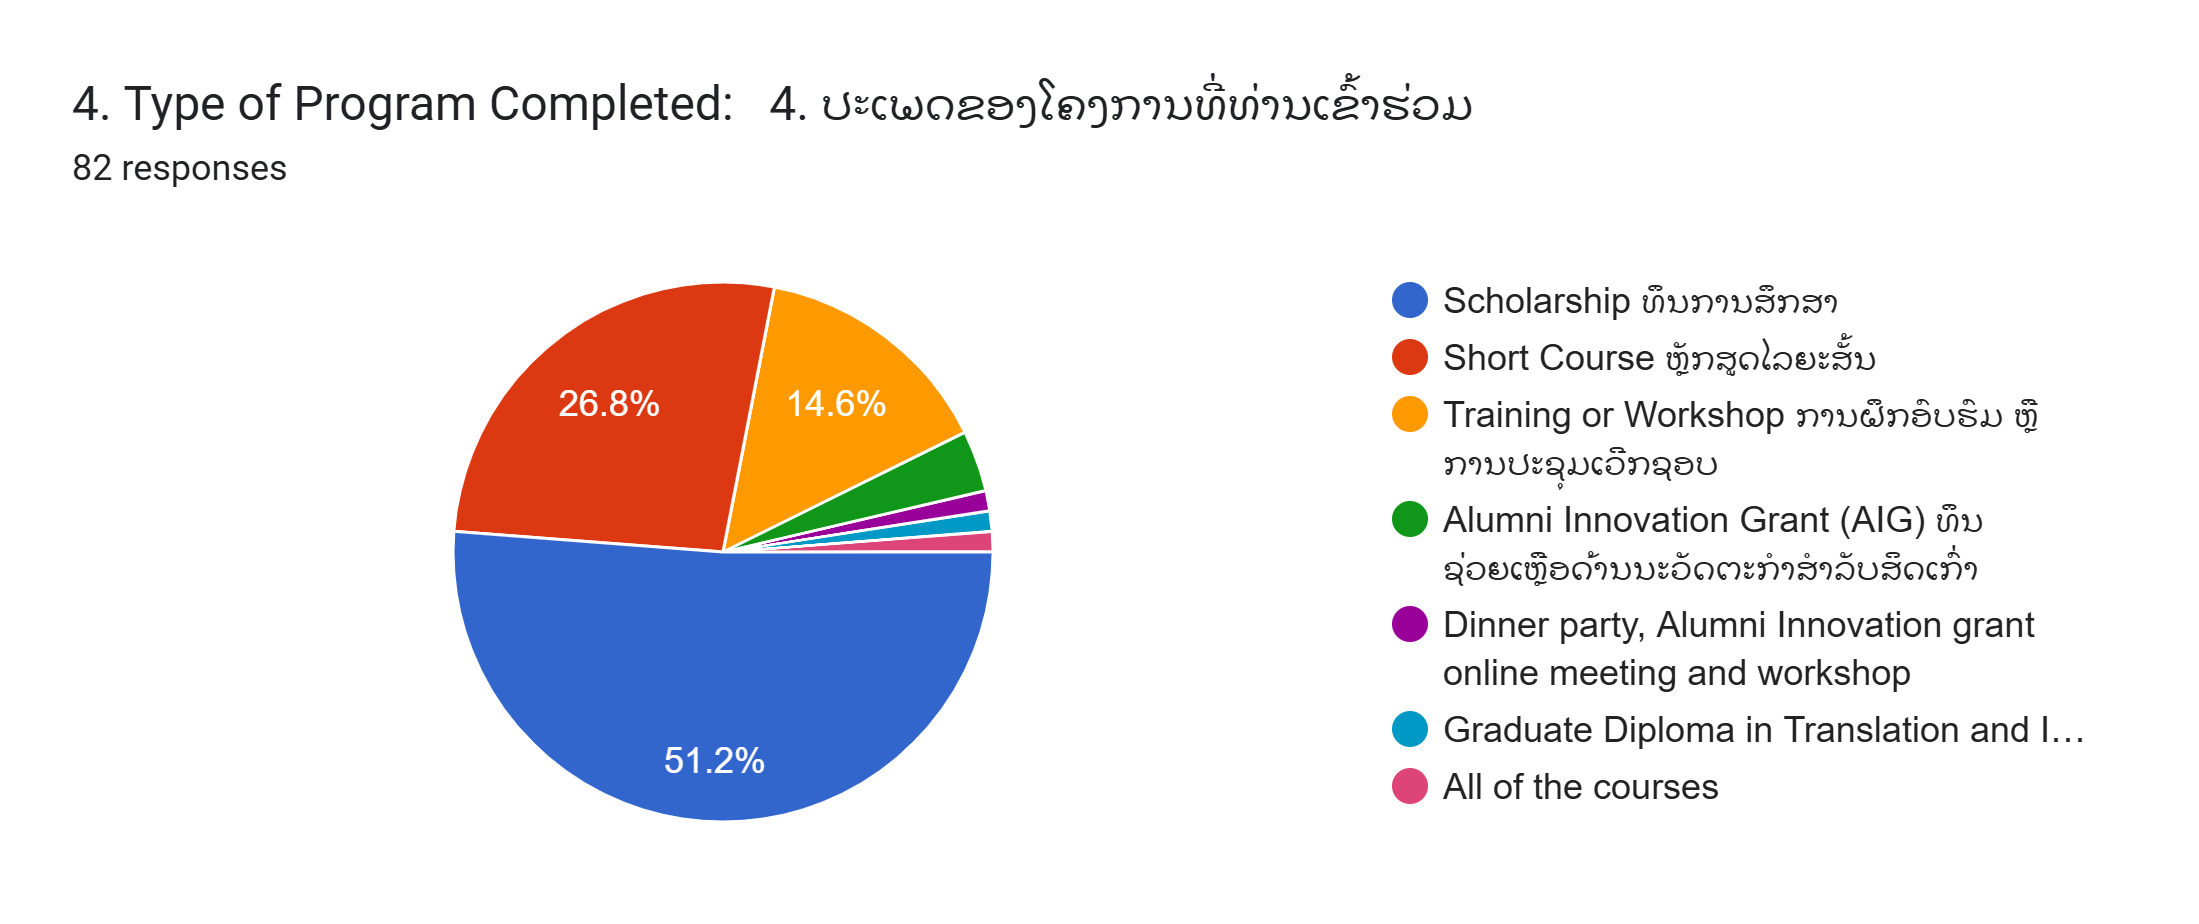 4. Type of Program Completed:   4. ປະເພດຂອງໂຄງການທີ່ທ່ານເຂົ້າຮ່ວມ
82 responses
26.8%
14.6%
51.2%
Scholarship ທຶນການສຶກສາ
Short Course ຫຼັກສູດໄລຍະສັ້ນ
Training or Workshop ການຝຶກອົບຮົມ ຫຼື
ການປະຊຸມເວີກຊອບ
Alumni Innovation Grant (AIG) ທຶນ
ຊ່ວຍເຫຼືອດ້ານນະວັດຕະກຳສຳລັບສິດເກົ່າ
Dinner party, Alumni Innovation grant
online meeting and workshop
Graduate Diploma in Translation and I…
All of the courses